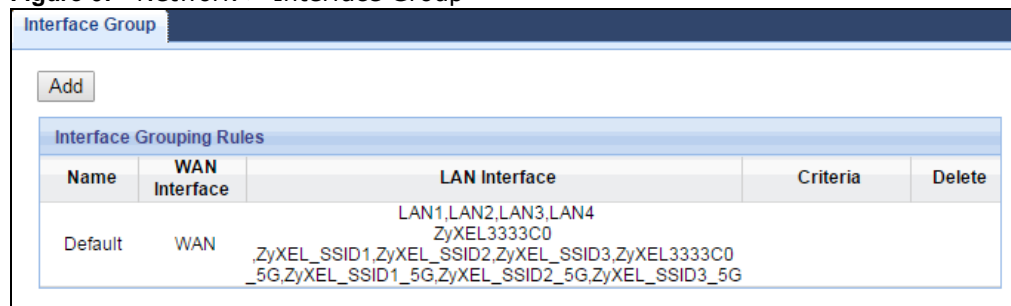 Interface Group
Add
Interface Grouping Rules
Name WAN Interface LAN Interface Criteria Delete
Default WAN LAN1,LAN2,LAN3,LAN4
ZyXEL3333C0
,ZyXEL_SSID1,ZyXEL_SSID2,ZyXEL_SSID3,ZyXEL3333C0
_5G,ZyXEL_SSID1_5G,ZyXEL_SSID2_5G,ZyXEL_SSID3_5G